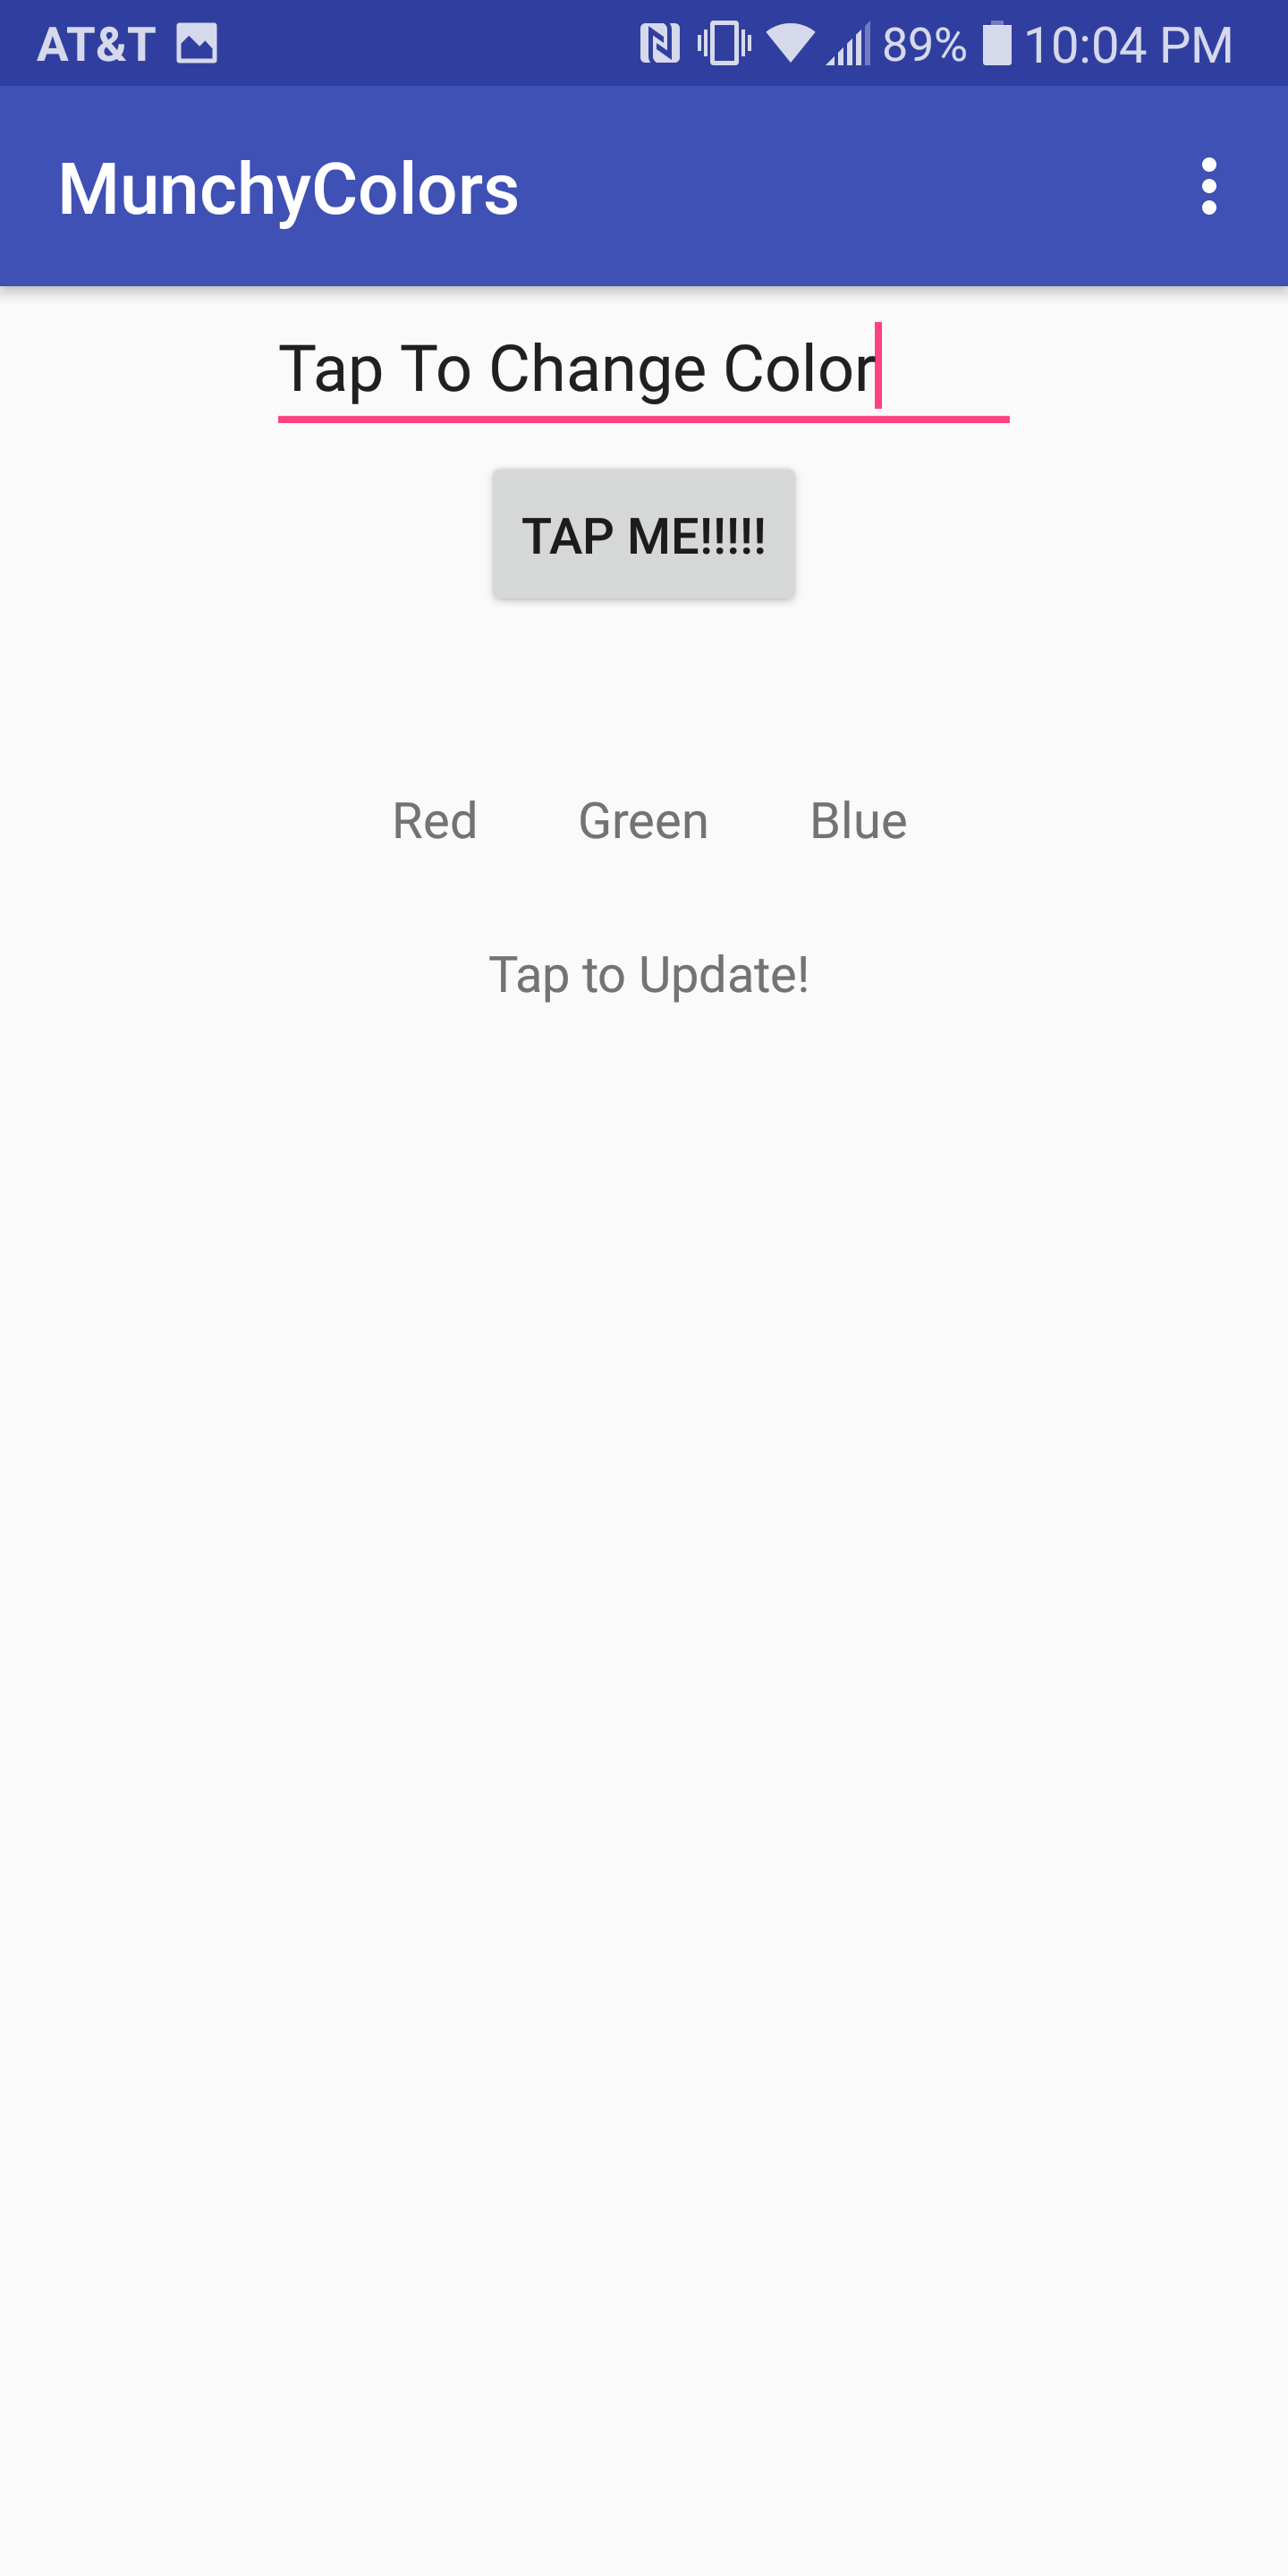 AT&T 89% 10:04 PM
MunchyColors
Tap To Change Color
TAP ME!!!!!
Red Green Blue
Tap to Update!